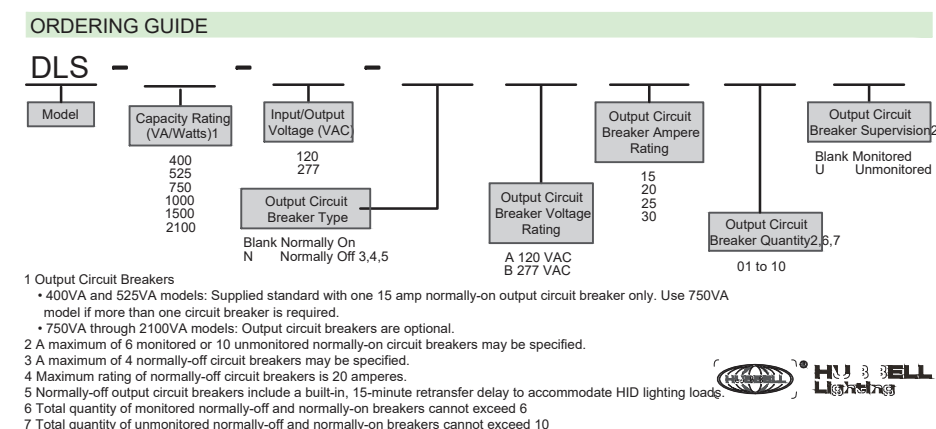 ORDERING GUIDE
DLS - - -
Model
Capacity Rating
(VA/Watts)1
400
525
750
1000
1500
2100
Input/Output
Voltage (VAC)
120
277
Output Circuit
Breaker Type
Blank Normally On
N Normally Off 3,4,5
Output Circuit
Breaker Voltage
Rating
A 120 VAC
B 277 VAC
Output Circuit
Breaker Ampere
Rating
15
20
25
30
Output Circuit
Breaker Quantity2,6,7
01 to 10
Output Circuit
Breaker Supervision2
Blank Monitored
U Unmonitored
1 Output Circuit Breakers
• 400VA and 525VA models: Supplied standard with one 15 amp normally-on output circuit breaker only. Use 750VA
model if more than one circuit breaker is required.
• 750VA through 2100VA models: Output circuit breakers are optional.
2 A maximum of 6 monitored or 10 unmonitored normally-on circuit breakers may be specified.
3 A maximum of 4 normally-off circuit breakers may be specified.
4 Maximum rating of normally-off circuit breakers is 20 amperes.
5 Normally-off output circuit breakers include a built-in, 15-minute retransfer delay to accommodate HID lighting loads.
6 Total quantity of monitored normally-off and normally-on breakers cannot exceed 6
7 Total quantity of unmonitored normally-off and normally-on breakers cannot exceed 10
HUBBELL
®
HUBBELL
Lighting